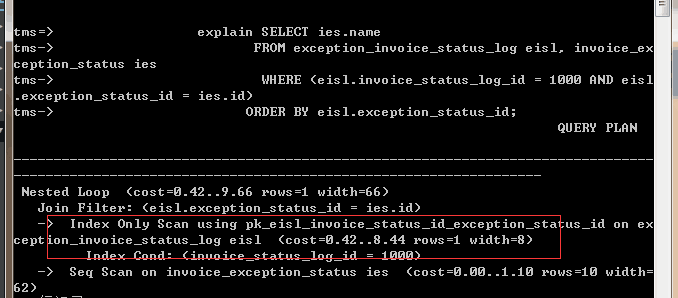 tms=>                    explain SELECT ies.name
tms=>                            FROM exception_invoice_status_log eisl, invoice_ex
ception_status ies
tms=>                             WHERE (eisl.invoice_status_log_id = 1000 AND eisl
.exception_status_id = ies.id)
tms=>                           ORDER BY eisl.exception_status_id;
QUERY PLAN
--------------------------------------------------------------------------------
------------------------------------------------------------------
Nested Loop  (cost=0.42..9.66 rows=1 width=66)
Join Filter: (eisl.exception_status_id = ies.id)
->  Index Only Scan using pk_eisl_invoice_status_id_exception_status_id on ex
ception_invoice_status_log eisl  (cost=0.42..8.44 rows=1 width=8)
Index Cond: (invoice_status_log_id = 1000)
->  Seq Scan on invoice_exception_status ies  (cost=0.00..1.10 rows=10 width=
62)